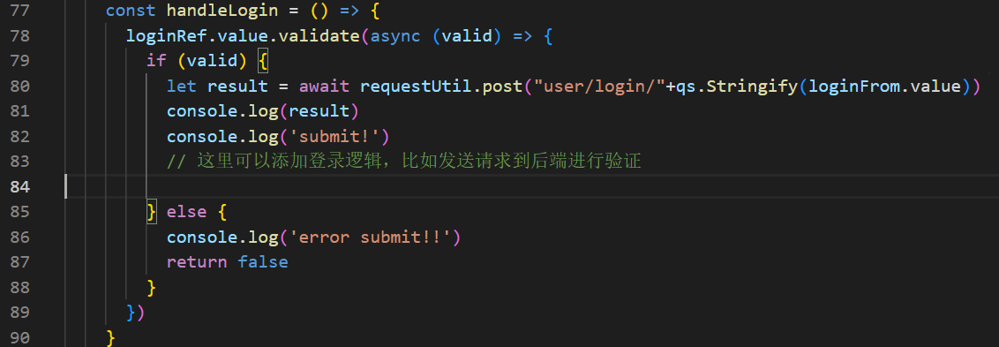 77 const handleLogin = () => {
78 loginRef.value.validate(async (valid) => {
79 if (valid) {
80 let result = await requestUtil.post("user/login/"+qs.Stringify(loginFrom.value))
81 console.log(result)
82 console.log('submit!')
83 // 这里可以添加登录逻辑，比如发送请求到后端进行验证
84
85 } else {
86 console.log('error submit!!')
87 return false
88 }
89 })
90 }